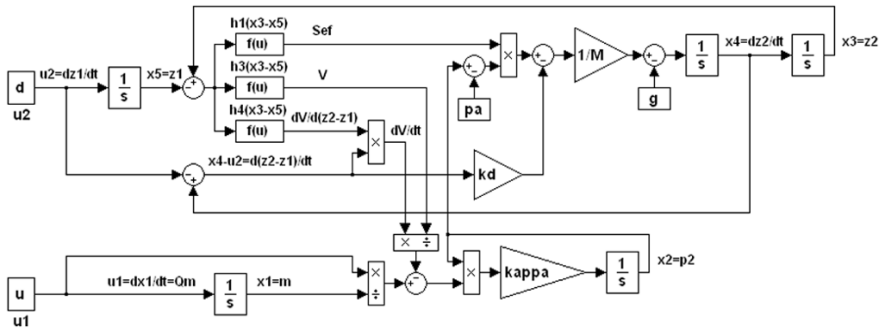 h1(x3-x5)
Sef
f(u)
x3=z2
u2=dz1/dt
x5=z1
h3(x3-x5)
V
1/M
1
s
x4=dz2/dt
1
s
d
1
s
f(u)
u2
h4(x3-x5)
dV/d(z2-z1)
pa
g
f(u)
dV/dt
x4-u2=d(z2-z1)/dt
kd
× ÷
u1=dx1/dt=Qm
x1=m
kappa
1
s
x2=p2
u
1
s
u1